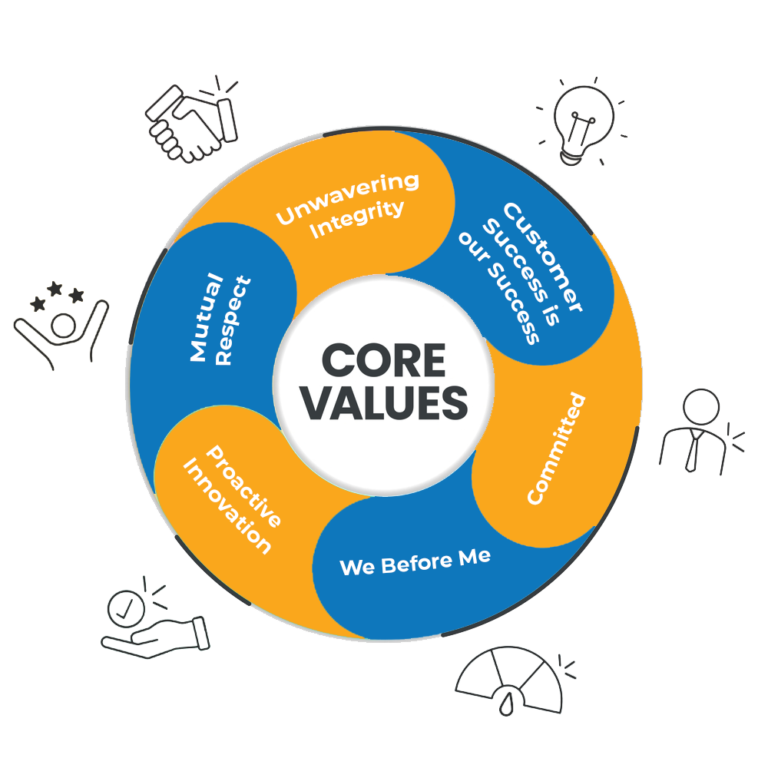 CORE
VALUES
Unwavering
Integrity
Customer
Success is
our Success
Committed
We Before Me
Proactive
Innovation
Mutual
Respect